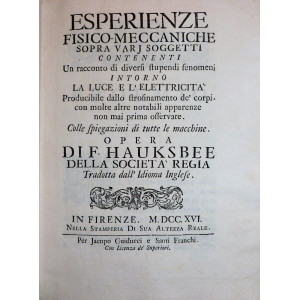 ESPERIENZE
FISICO-MECCANICHE
SOPRA VARJ SOGGETTI
CONTENENTI
Un racconto di diversi stupendi fenomeni
INTORNO
LA LUCE E L'ELETTRICITA'
Producibile dallo strofinamento de' corpi,
con molte altre notabili apparenze
non mai prima osservate.
Colle spiegazioni di tutte le macchine.
OPERA
DI F. HAUKSBEE
DELLA SOCIETA' REGIA
Tradotta dall' Idioma Inglese.
IN FIRENZE. M. DCC. XVI.
NELLA STAMPERIA DI SUA ALTEZZA REALE.
Per Jacopo Guiducci e Santi Franchi.
Con Licenza de' Superiori.